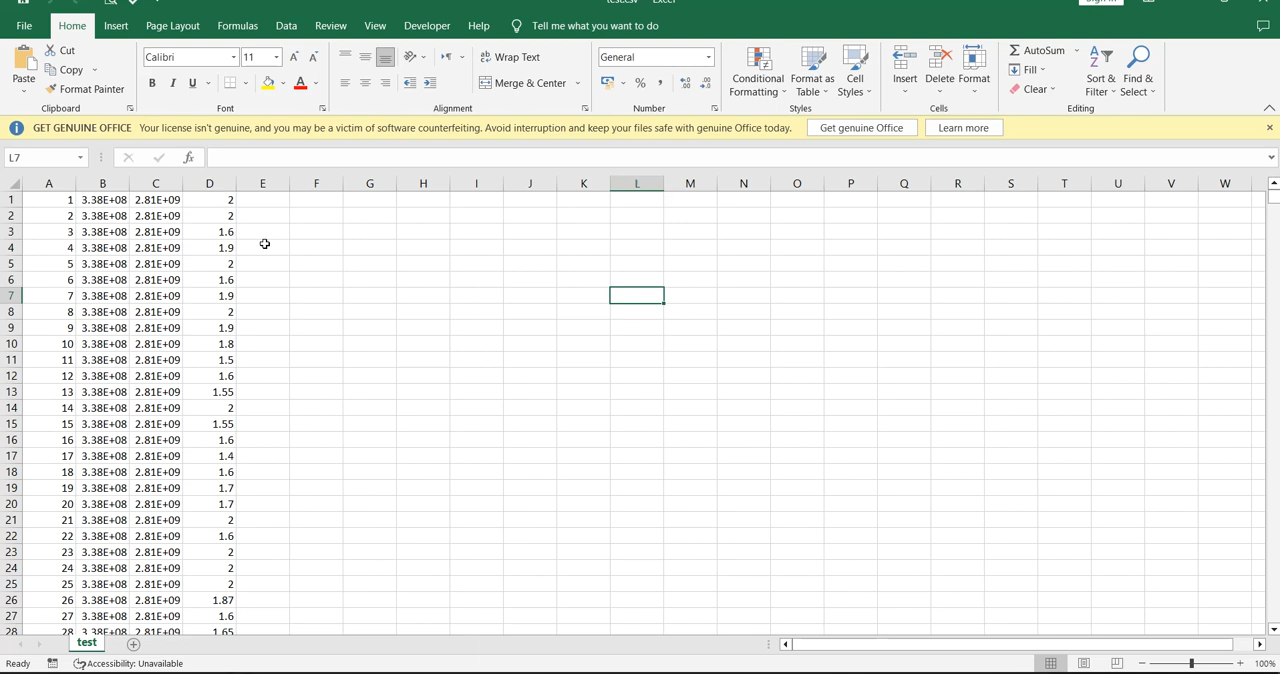 test.csv - Excel
Sign in
File Home Insert Page Layout Formulas Data Review View Developer Help Tell me what you want to do
Paste
Cut
Copy
Format Painter
Clipboard
Calibri 11 A A
B I U A
Font
Wrap Text
Merge & Center
Alignment
General
%
Number
Conditional Formatting
Format as Table
Cell Styles
Styles
Insert Delete Format
Cells
AutoSum
Fill
Clear
Sort & Filter
Find & Select
Editing
GET GENUINE OFFICE Your license isn't genuine, and you may be a victim of software counterfeiting. Avoid interruption and keep your files safe with genuine Office today. Get genuine Office Learn more
L7 fx
A B C D E F G H I J K L M N O P Q R S T U V W
1 1 3.38E+08 2.81E+09 2
2 2 3.38E+08 2.81E+09 2
3 3 3.38E+08 2.81E+09 1.6
4 4 3.38E+08 2.81E+09 1.9
5 5 3.38E+08 2.81E+09 2
6 6 3.38E+08 2.81E+09 1.6
7 7 3.38E+08 2.81E+09 1.9
8 8 3.38E+08 2.81E+09 2
9 9 3.38E+08 2.81E+09 1.9
10 10 3.38E+08 2.81E+09 1.8
11 11 3.38E+08 2.81E+09 1.5
12 12 3.38E+08 2.81E+09 1.6
13 13 3.38E+08 2.81E+09 1.55
14 14 3.38E+08 2.81E+09 2
15 15 3.38E+08 2.81E+09 1.55
16 16 3.38E+08 2.81E+09 1.6
17 17 3.38E+08 2.81E+09 1.4
18 18 3.38E+08 2.81E+09 1.6
19 19 3.38E+08 2.81E+09 1.7
20 20 3.38E+08 2.81E+09 1.7
21 21 3.38E+08 2.81E+09 2
22 22 3.38E+08 2.81E+09 1.6
23 23 3.38E+08 2.81E+09 2
24 24 3.38E+08 2.81E+09 2
25 25 3.38E+08 2.81E+09 2
26 26 3.38E+08 2.81E+09 1.87
27 27 3.38E+08 2.81E+09 1.6
28 28 3.38E+08 2.81E+09 1.65
test
Ready Accessibility: Unavailable 100%